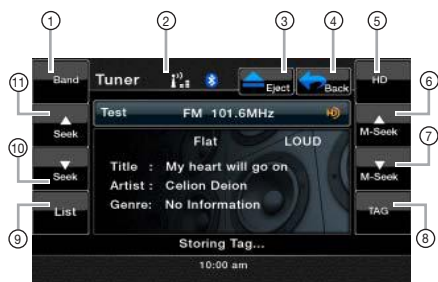 1 2 3 4 5
Band Tuner Eject Back HD
11 6
Test FM 101.6MHz HD
Seek M-Seek
Flat LOUD
7
10
Title : My heart will go on
Seek M-Seek
Artist : Celion Deion
Genre: No Information
List TAG
9 8
Storing Tag...
10:00 am